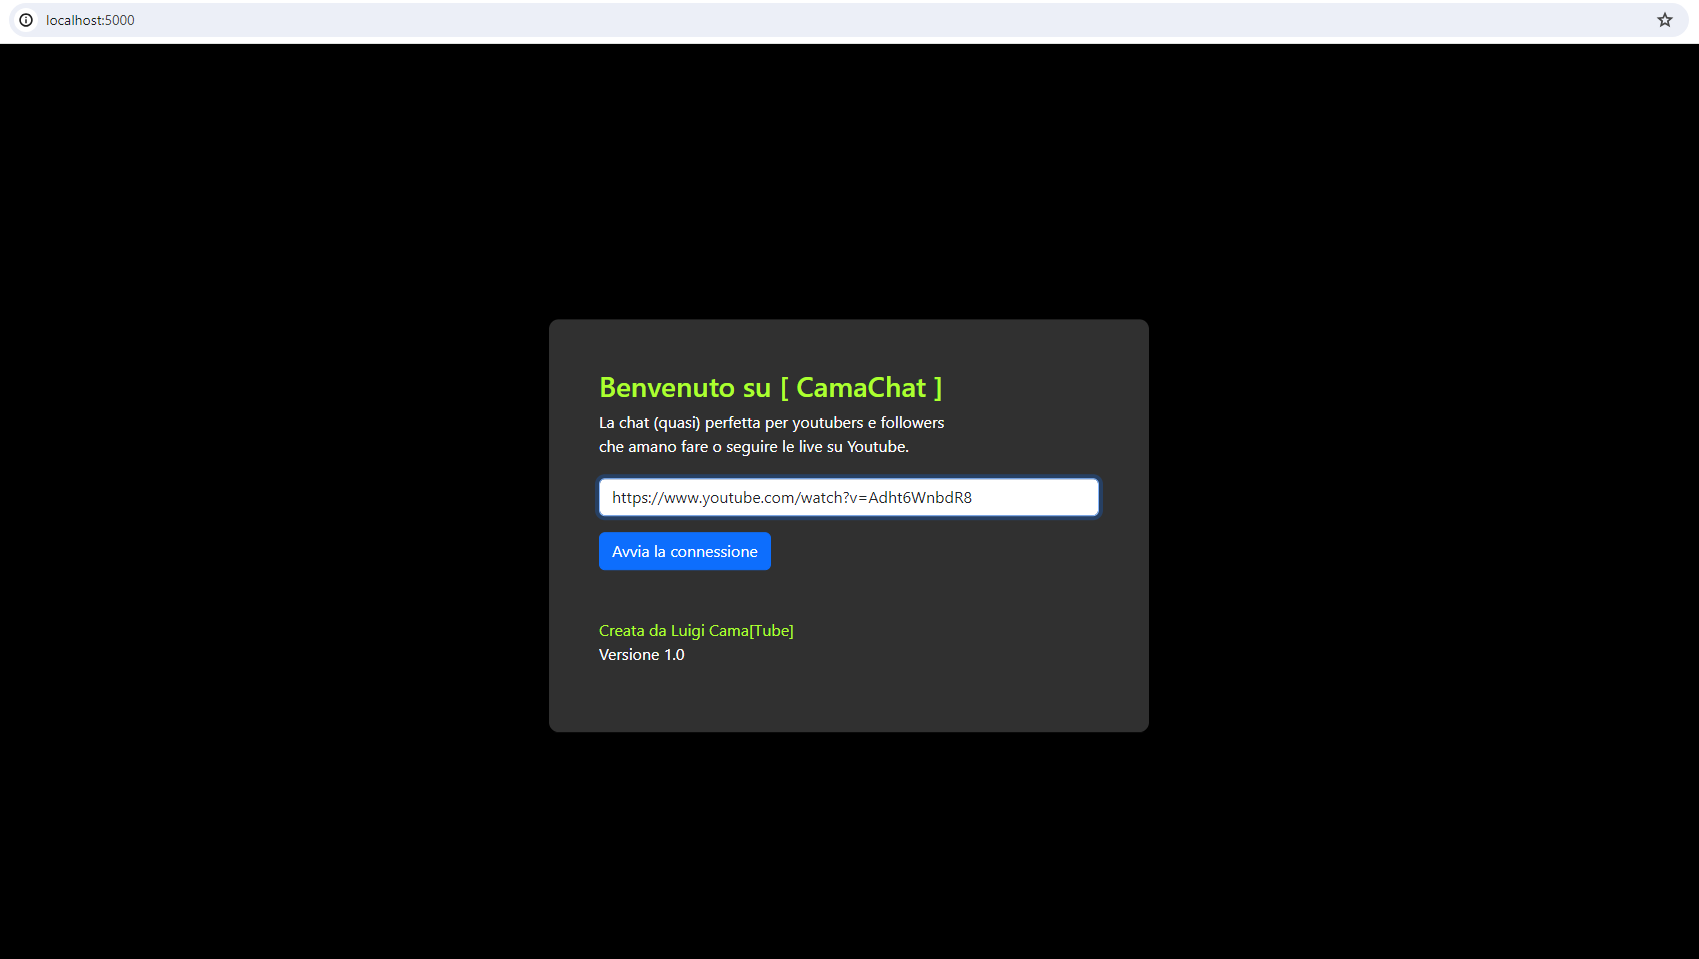 localhost:5000
Benvenuto su [ CamaChat ]
La chat (quasi) perfetta per youtubers e followers
che amano fare o seguire le live su Youtube.
https://www.youtube.com/watch?v=Adht6WnbdR8
Avvia la connessione
Creata da Luigi Cama[Tube]
Versione 1.0